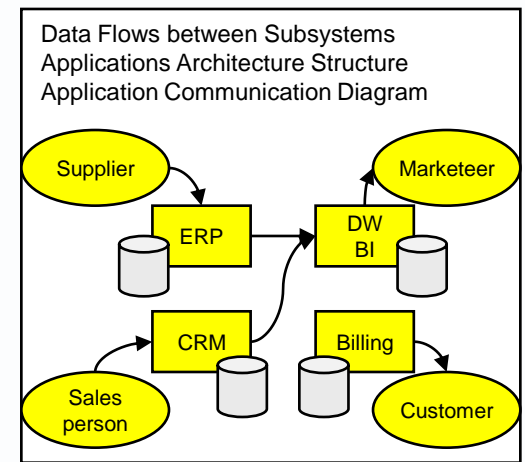 Data Flows between Subsystems
Applications Architecture Structure
Application Communication Diagram
Supplier
Marketeer
ERP
DW
BI
CRM
Billing
Sales
person
Customer